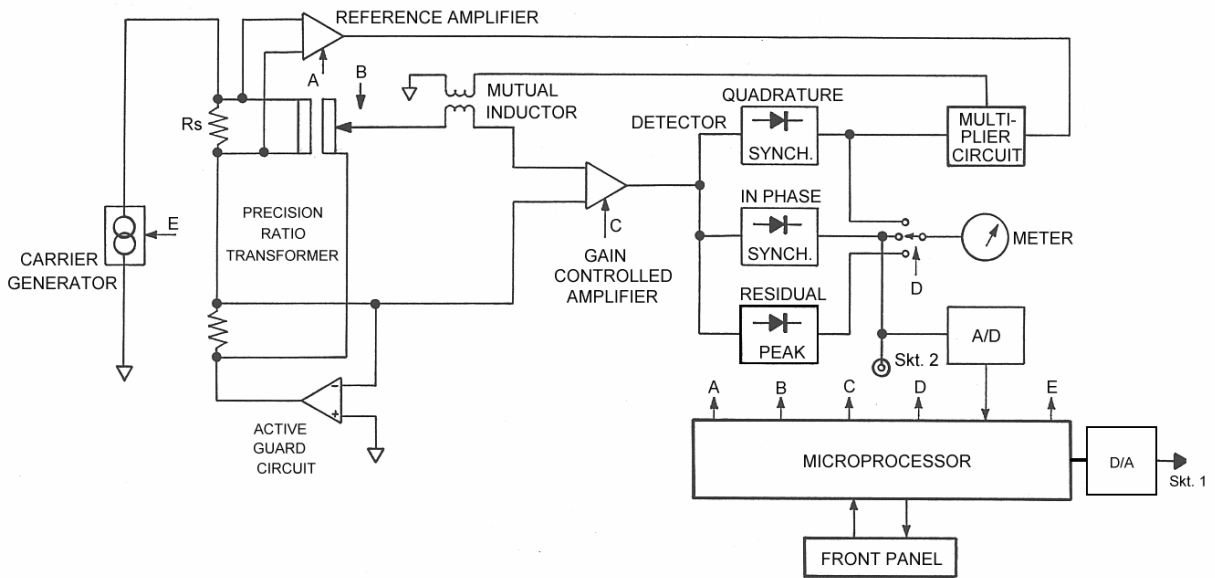 REFERENCE AMPLIFIER
A
B
Rs
MUTUAL
INDUCTOR
QUADRATURE
DETECTOR
SYNCH.
MULTI-
PLIER
CIRCUIT
E
CARRIER
GENERATOR
PRECISION
RATIO
TRANSFORMER
C
GAIN
CONTROLLED
AMPLIFIER
IN PHASE
SYNCH.
METER
D
RESIDUAL
PEAK
A/D
Skt. 2
-
+
ACTIVE
GUARD
CIRCUIT
A
B
C
D
E
MICROPROCESSOR
D/A
Skt. 1
FRONT PANEL